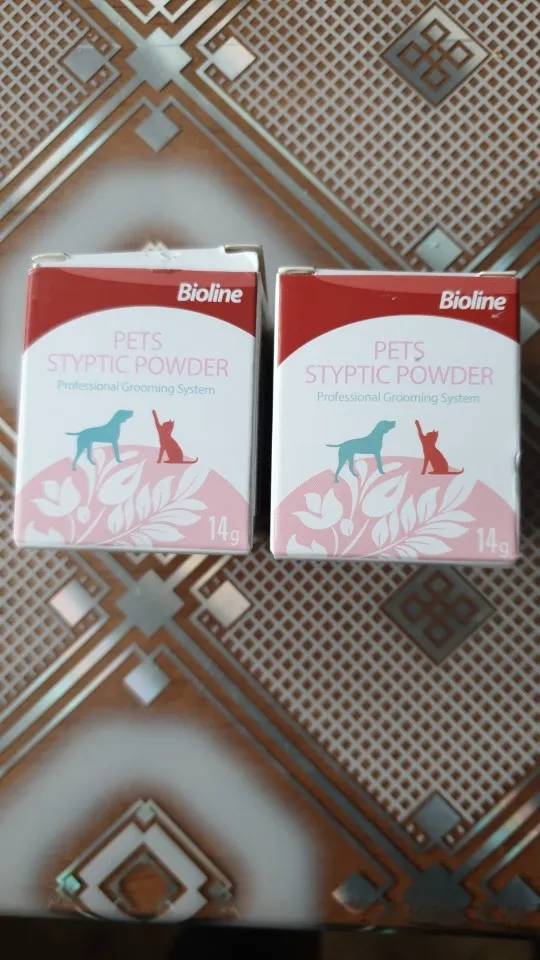 Bioline
PETS
STYPTIC POWDER
Professional Grooming System
14g
Bioline
PETS
STYPTIC POWDER
Professional Grooming System
14g